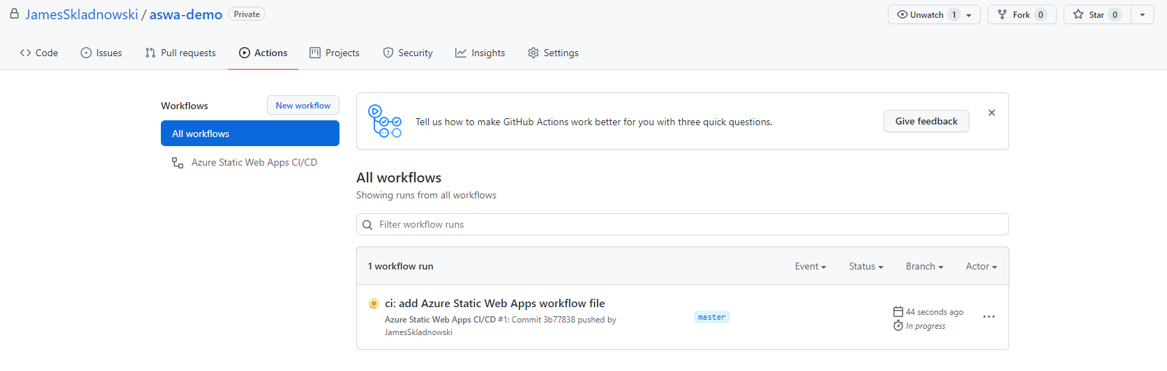 JamesSkladnowski / aswa-demo Private Unwatch 1 Fork 0 Star 0
Code Issues Pull requests Actions Projects Security Insights Settings
Workflows New workflow
All workflows
Azure Static Web Apps CI/CD
Tell us how to make GitHub Actions work better for you with three quick questions. Give feedback
All workflows
Showing runs from all workflows
Filter workflow runs
1 workflow run Event Status Branch Actor
ci: add Azure Static Web Apps workflow file
Azure Static Web Apps CI/CD #1: Commit 3b77838 pushed by
JamesSkladnowski
master
44 seconds ago
In progress